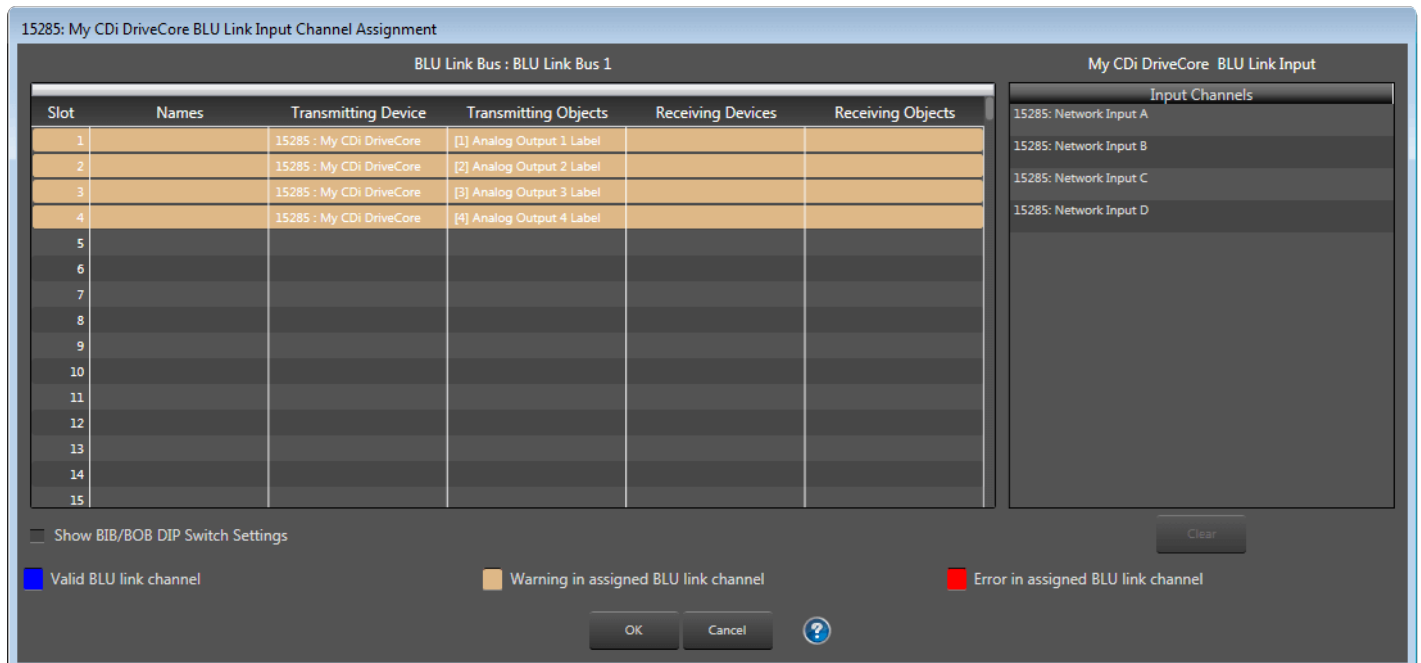 15285: My CDi DriveCore BLU Link Input Channel Assignment
BLU Link Bus : BLU Link Bus 1
My CDi DriveCore  BLU Link Input
Slot Names Transmitting Device Transmitting Objects Receiving Devices Receiving Objects
Input Channels
1 15285 : My CDi DriveCore [1] Analog Output 1 Label
2 15285 : My CDi DriveCore [2] Analog Output 2 Label
3 15285 : My CDi DriveCore [3] Analog Output 3 Label
4 15285 : My CDi DriveCore [4] Analog Output 4 Label
5
6
7
8
9
10
11
12
13
14
15
15285: Network Input A
15285: Network Input B
15285: Network Input C
15285: Network Input D
Show BIB/BOB DIP Switch Settings
Clear
Valid BLU link channel
Warning in assigned BLU link channel
Error in assigned BLU link channel
OK
Cancel
?